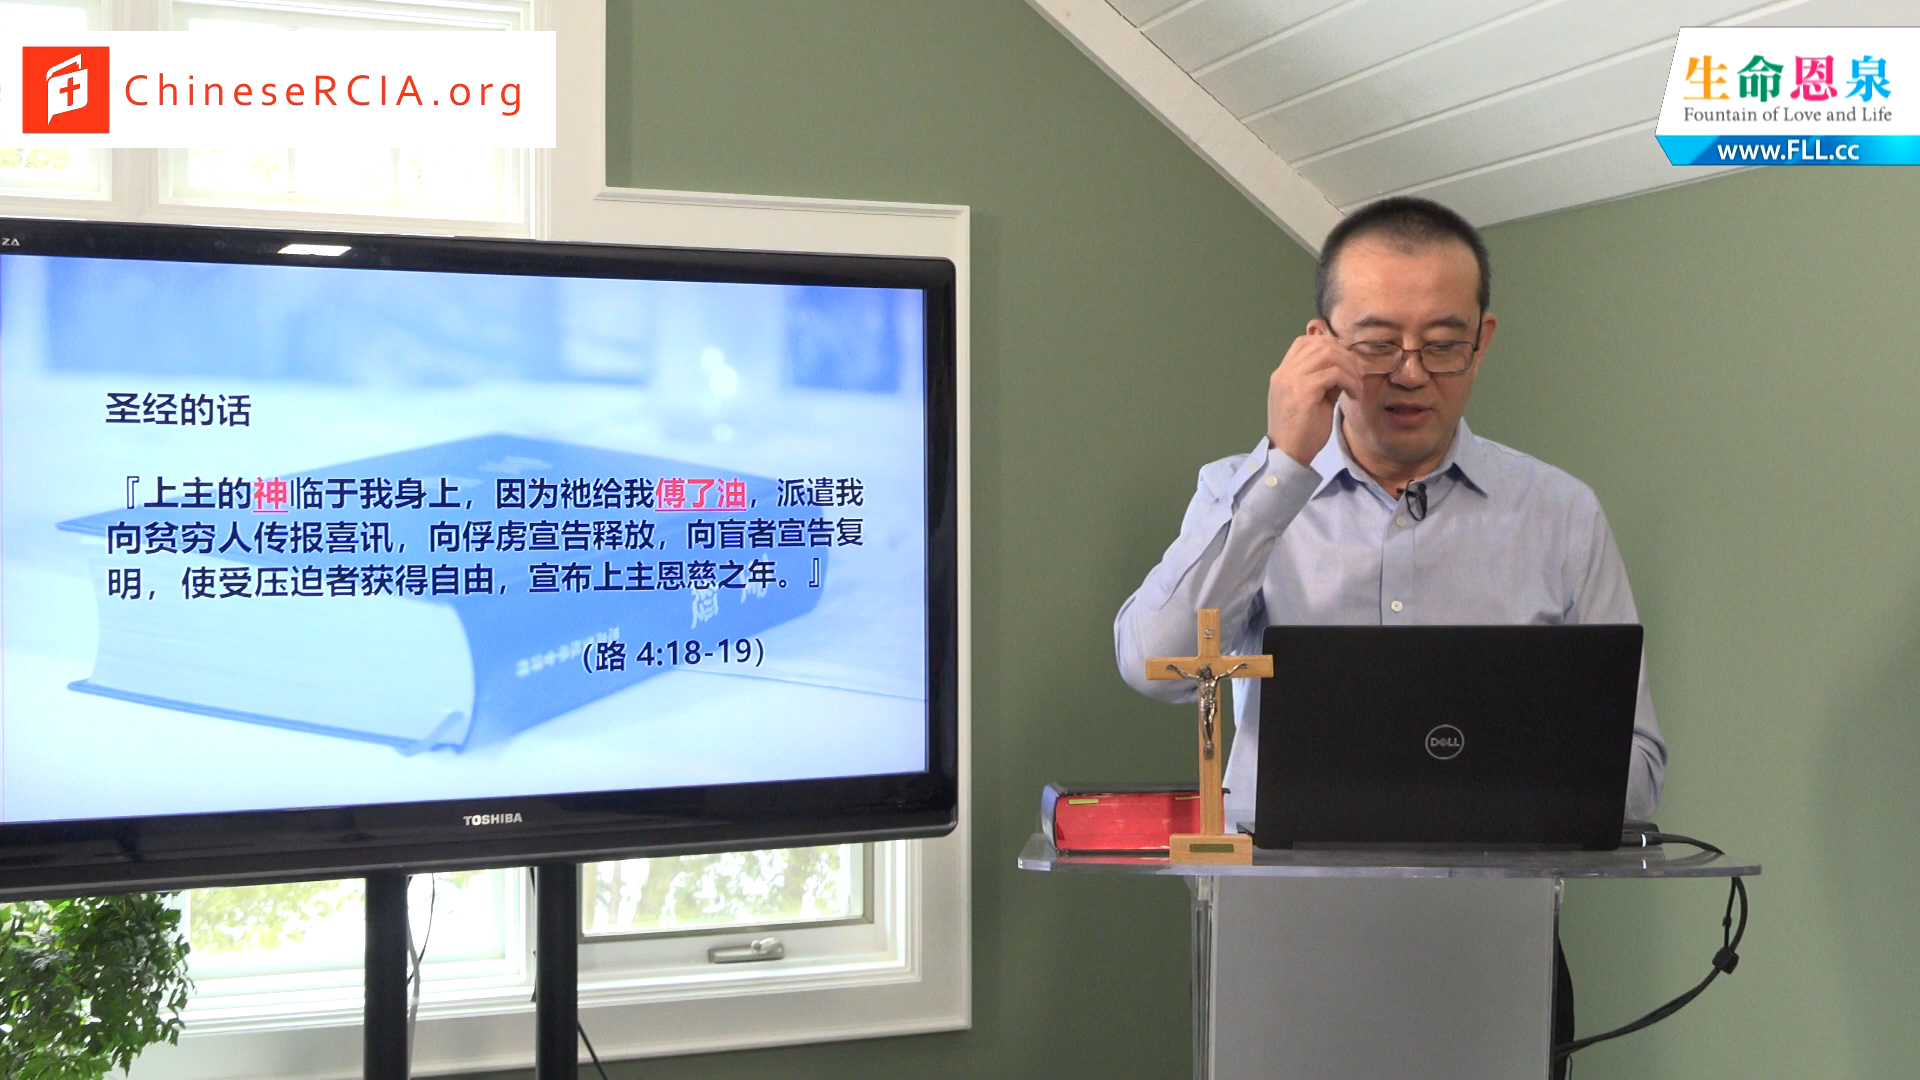 ChineseRCIA.org
生命恩泉
Fountain of Love and Life
www.FLL.cc
ZA
圣经的话
『上主的神临于我身上，因为祂给我傅了油，派遣我
向贫穷人传报喜讯，向俘虏宣告释放，向盲者宣告复
明，使受压迫者获得自由，宣布上主恩慈之年。』
（路 4:18-19）
TOSHIBA
DELL